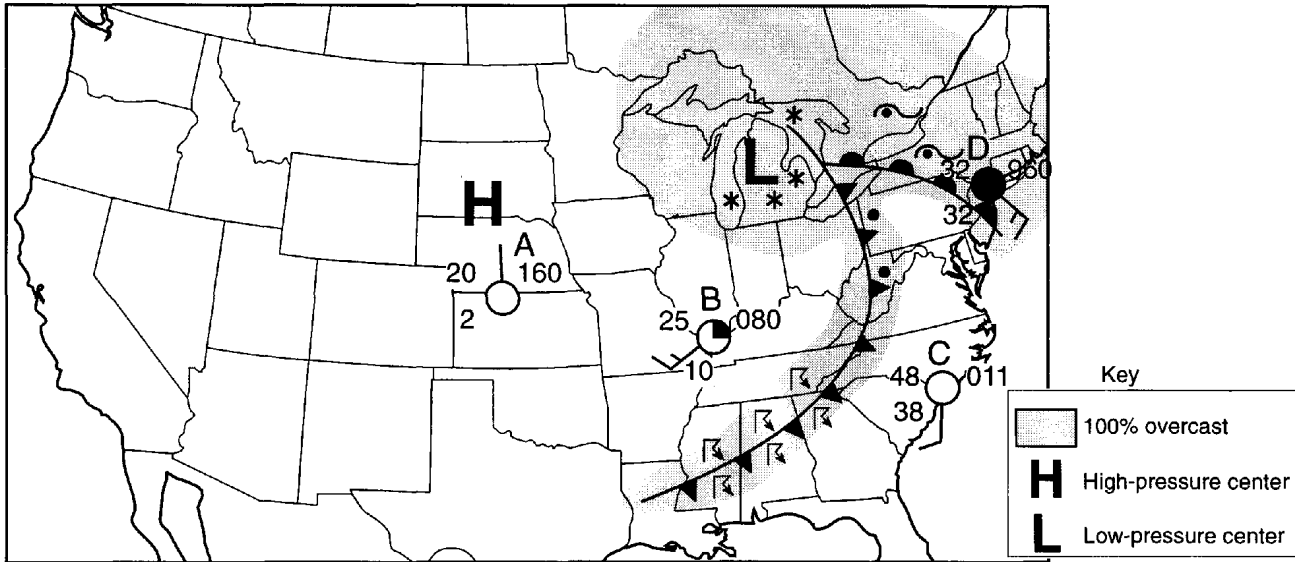 D
L
32
960
H
32
A
20
160
2
B
25
080
10
C
48
011
38
Key
100% overcast
H
High-pressure center
L
Low-pressure center